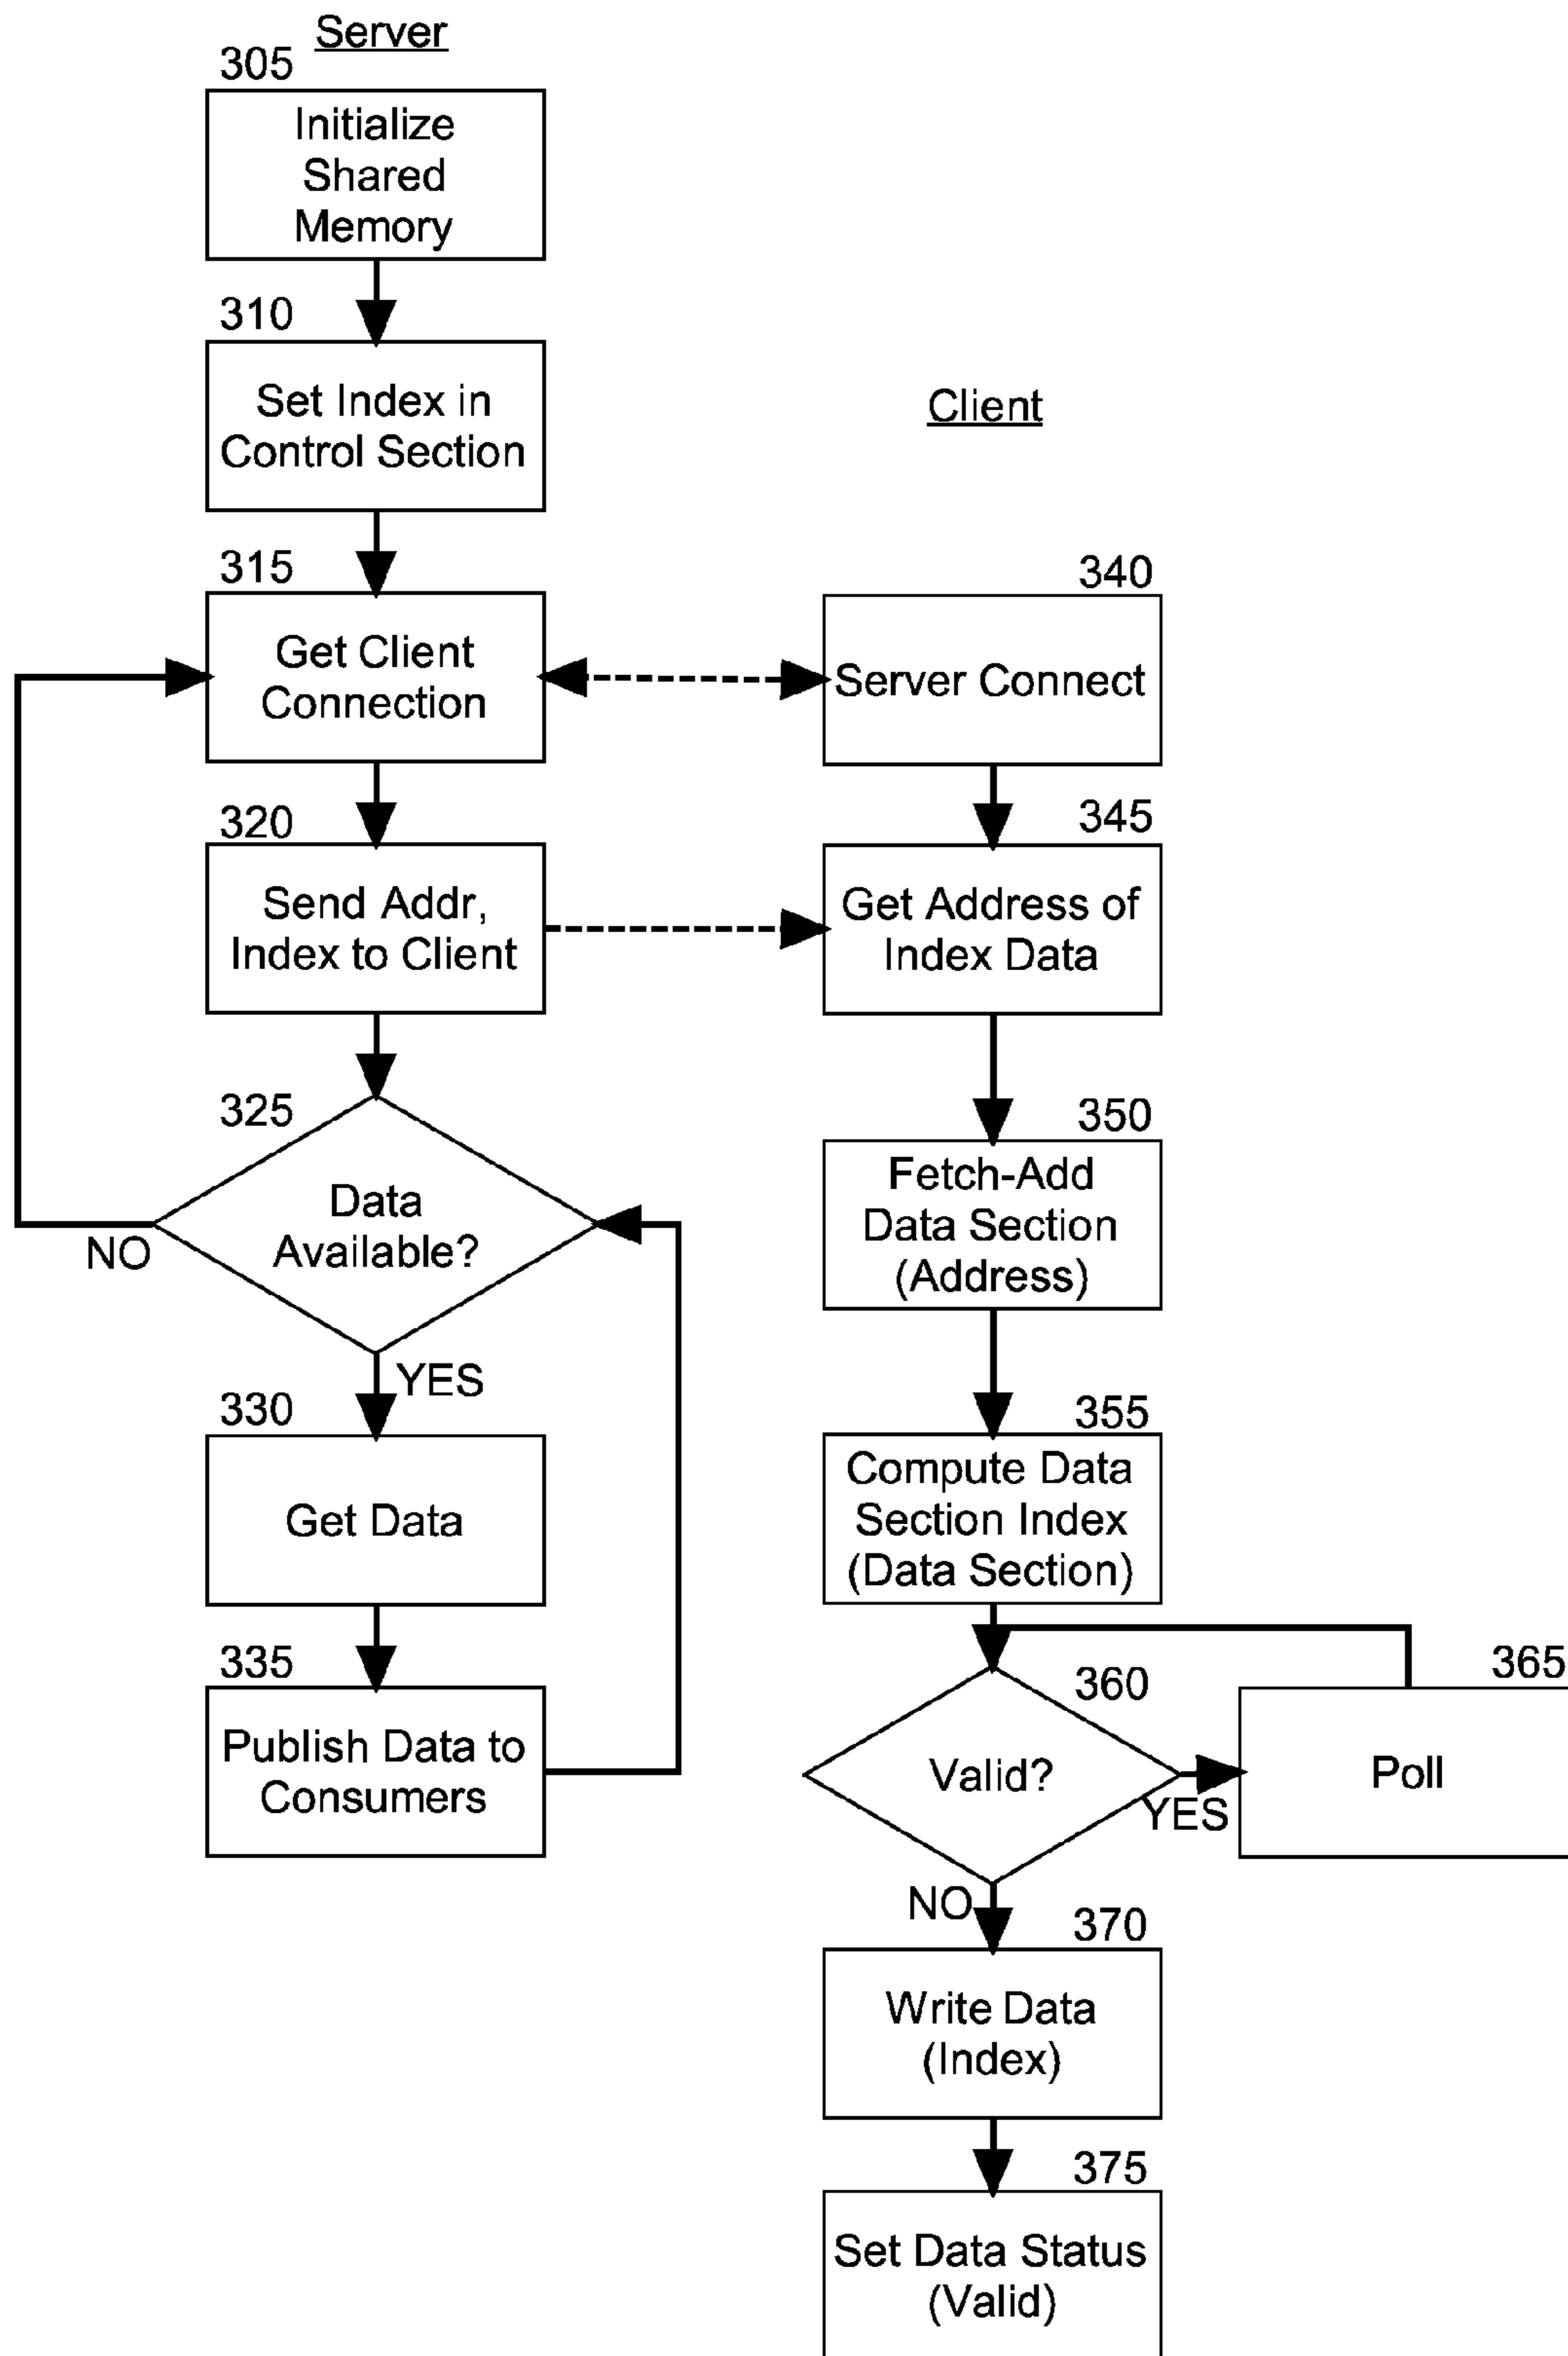 Server
305
Initialize
Shared
Memory
310
Set Index in
Control Section
315
Get Client
Connection
320
Send Addr,
Index to Client
325
Data
Available?
NO
YES
330
Get Data
335
Publish Data to
Consumers
Client
340
Server Connect
345
Get Address of
Index Data
350
Fetch-Add
Data Section
(Address)
355
Compute Data
Section Index
(Data Section)
360
Valid?
YES
365
Poll
NO
370
Write Data
(Index)
375
Set Data Status
(Valid)